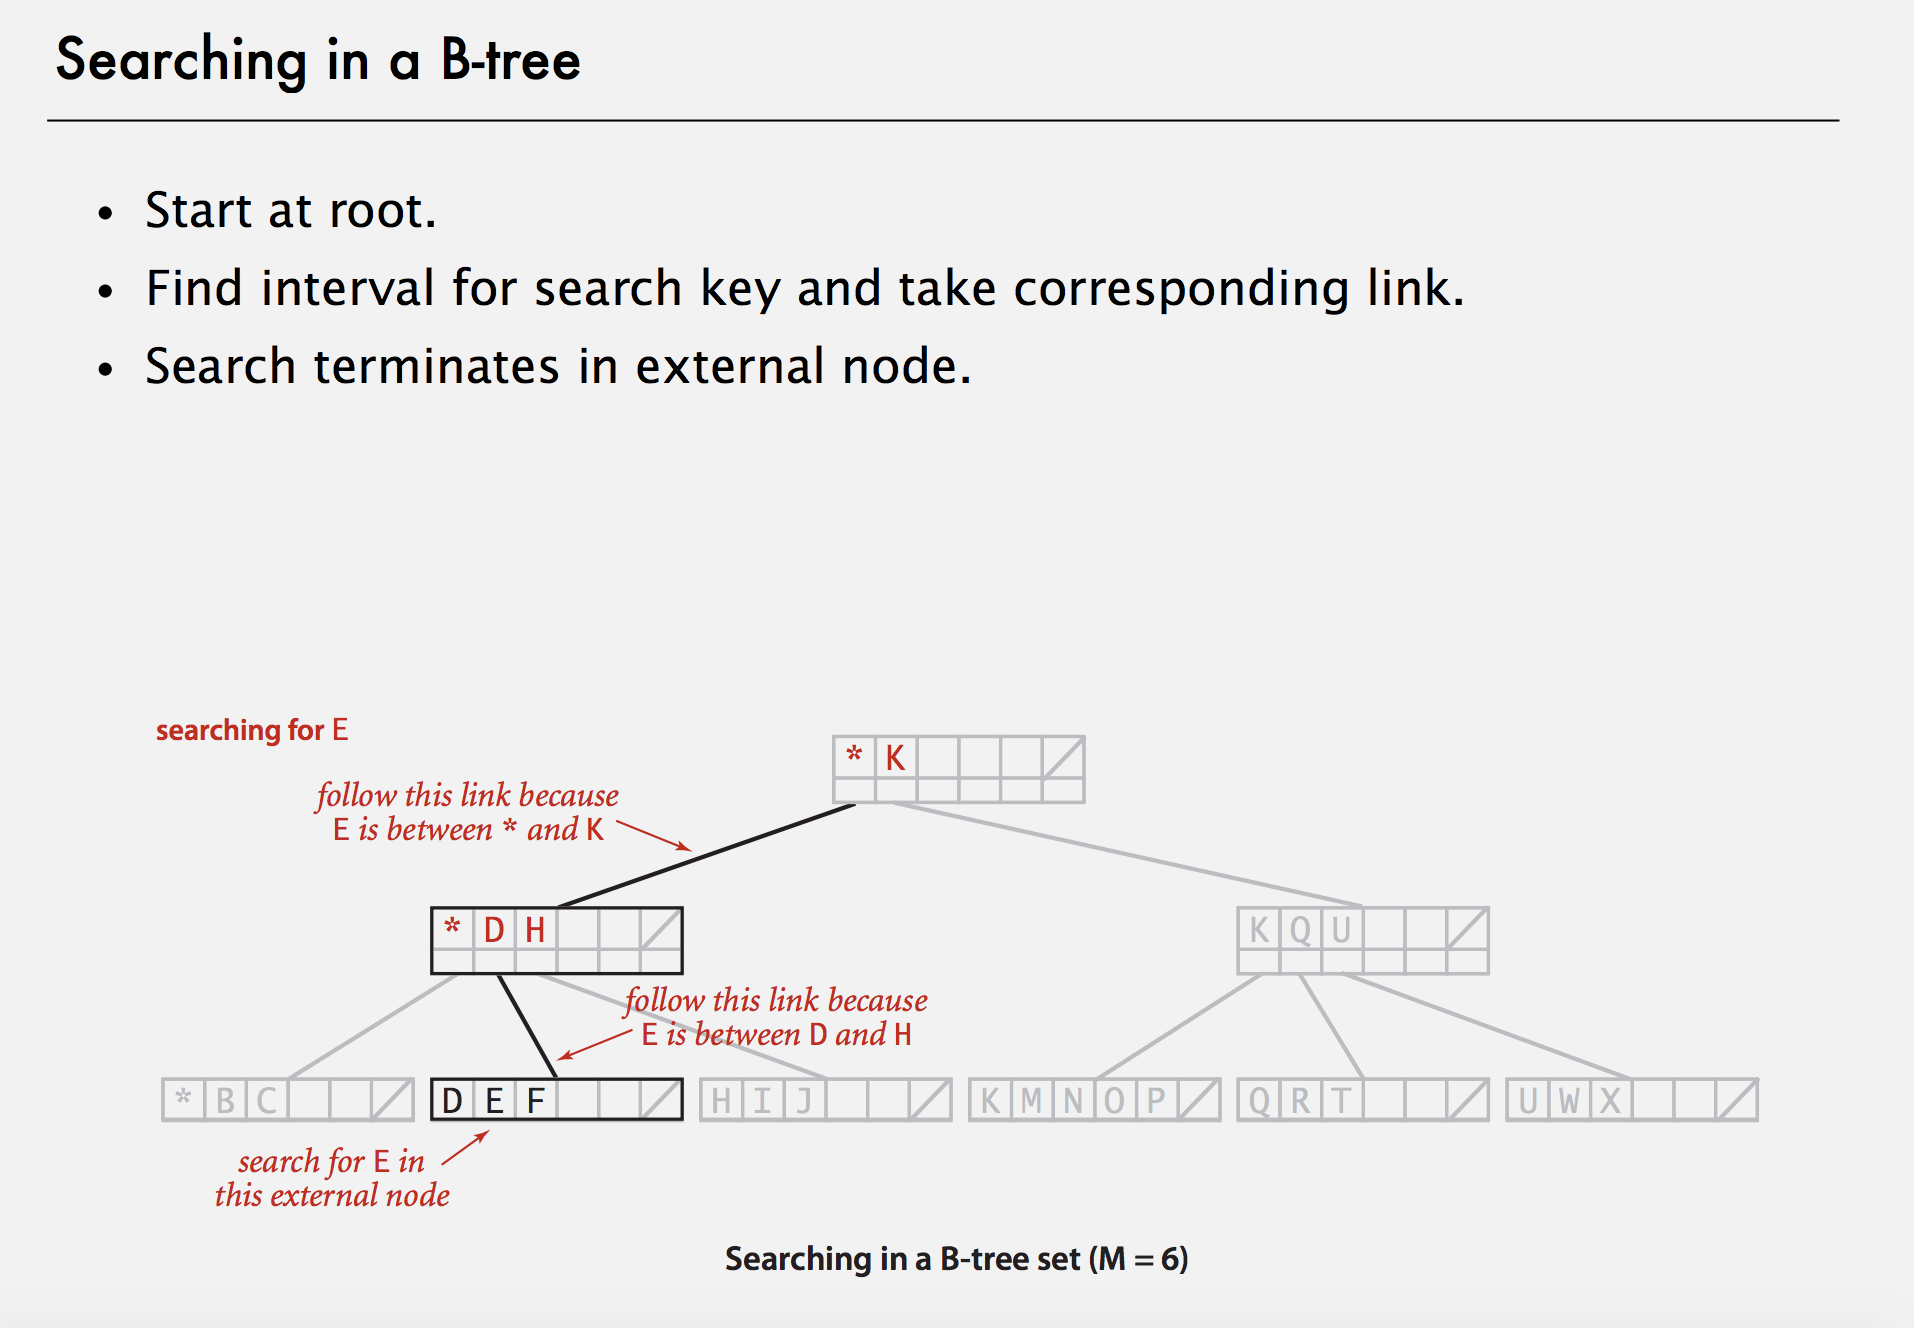 Searching in a B-tree
• Start at root.
• Find interval for search key and take corresponding link.
• Search terminates in external node.
searching for E
* K
follow this link because
E is between * and K
* D H
K Q U
follow this link because
E is between D and H
* B C
D E F
H I J
K M N O P
Q R T
U W X
search for E in
this external node
Searching in a B-tree set (M = 6)